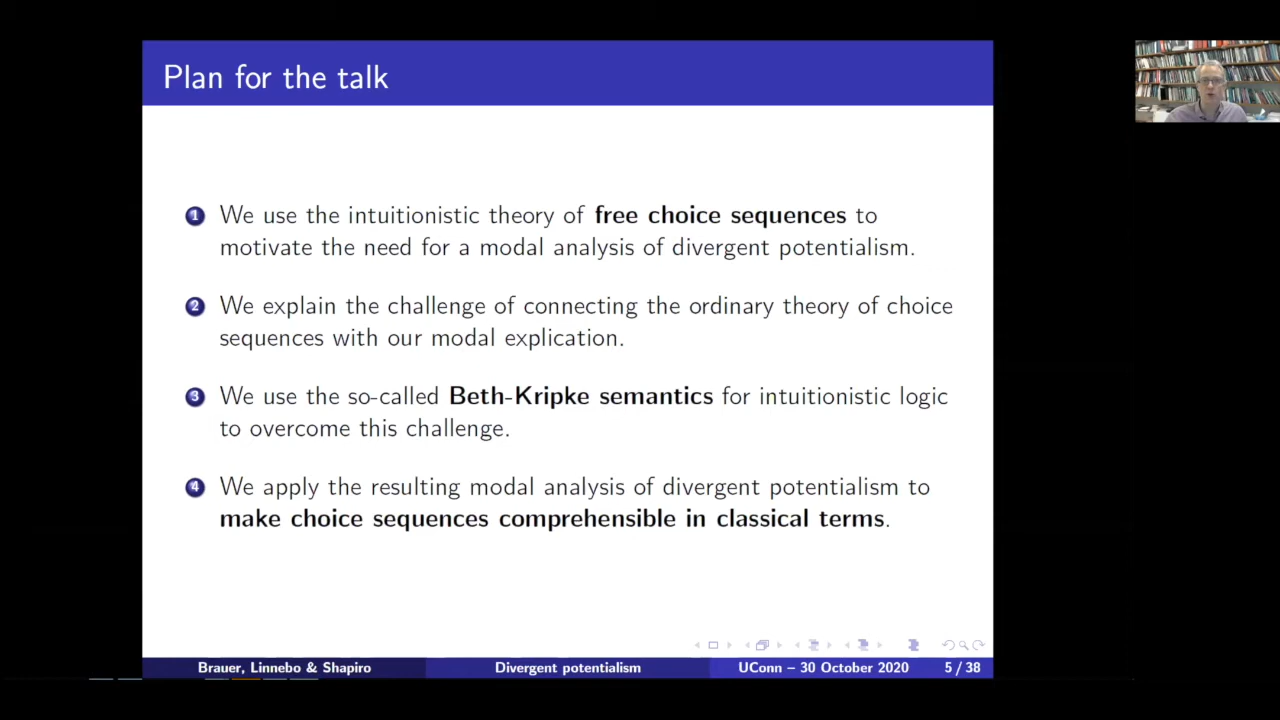 Plan for the talk
1 We use the intuitionistic theory of free choice sequences to
motivate the need for a modal analysis of divergent potentialism.
2 We explain the challenge of connecting the ordinary theory of choice
sequences with our modal explication.
3 We use the so-called Beth-Kripke semantics for intuitionistic logic
to overcome this challenge.
4 We apply the resulting modal analysis of divergent potentialism to
make choice sequences comprehensible in classical terms.
Brauer, Linnebo & Shapiro Divergent potentialism UConn – 30 October 2020 5 / 38